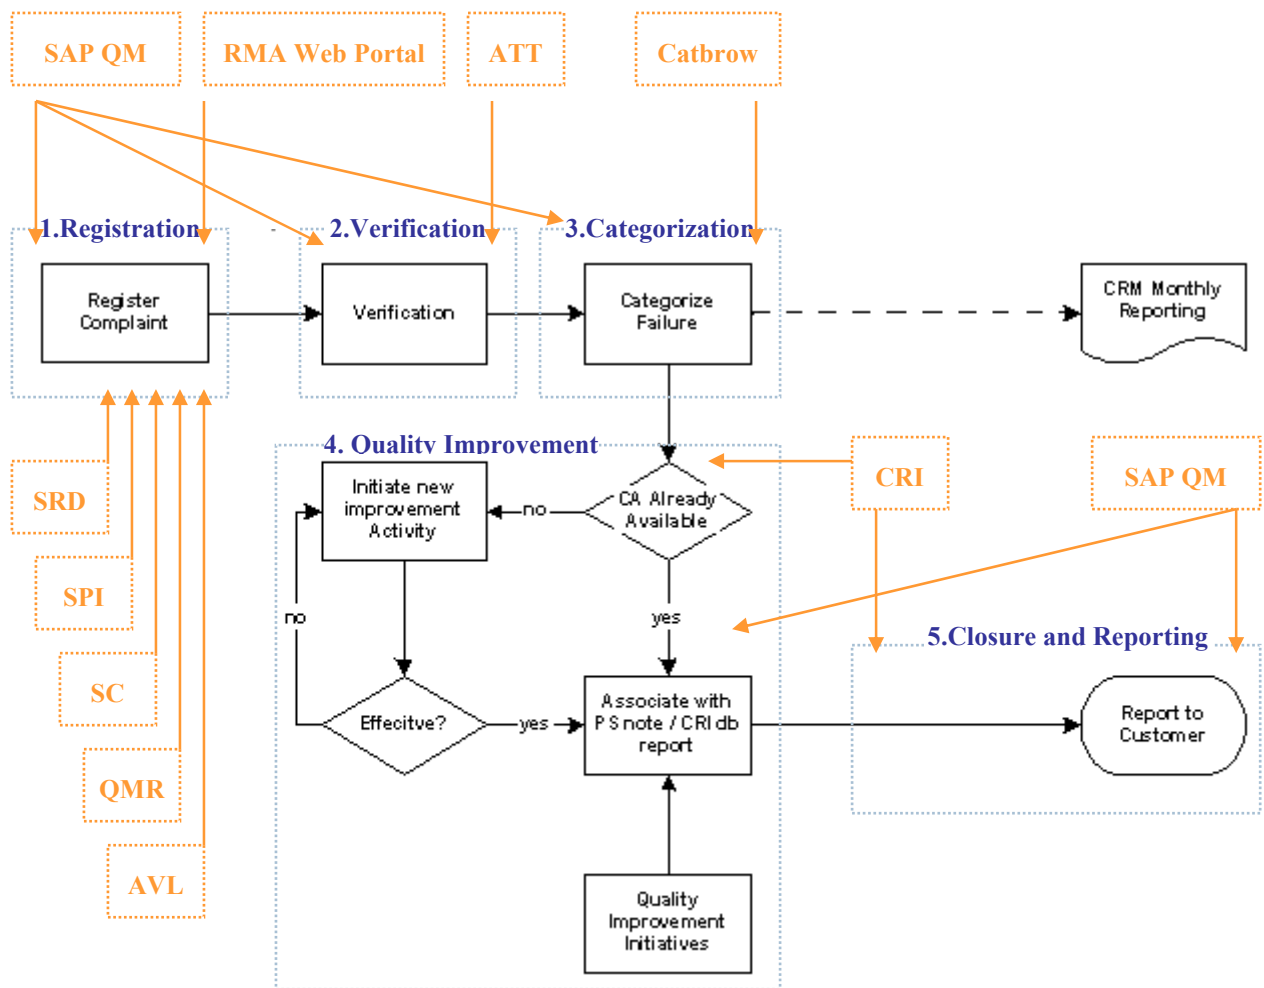 SAP QM
RMA Web Portal
ATT
Catbrow
1.Registration
-
2.Verification
3.Categorization
Register
Complaint
Verification
Categorize
Failure
CRM Monthly
Reporting
4. Quality Improvement
SRD
SPI
SC
QMR
AVL
Initiate new
improvement
Activity
no
CA Already
Available
CRI
SAP QM
no
yes
5.Closure and Reporting
Effecitve?
yes
Associate with
PS note / CRI db
report
Report to
Customer
Quality
Improvement
Initiatives